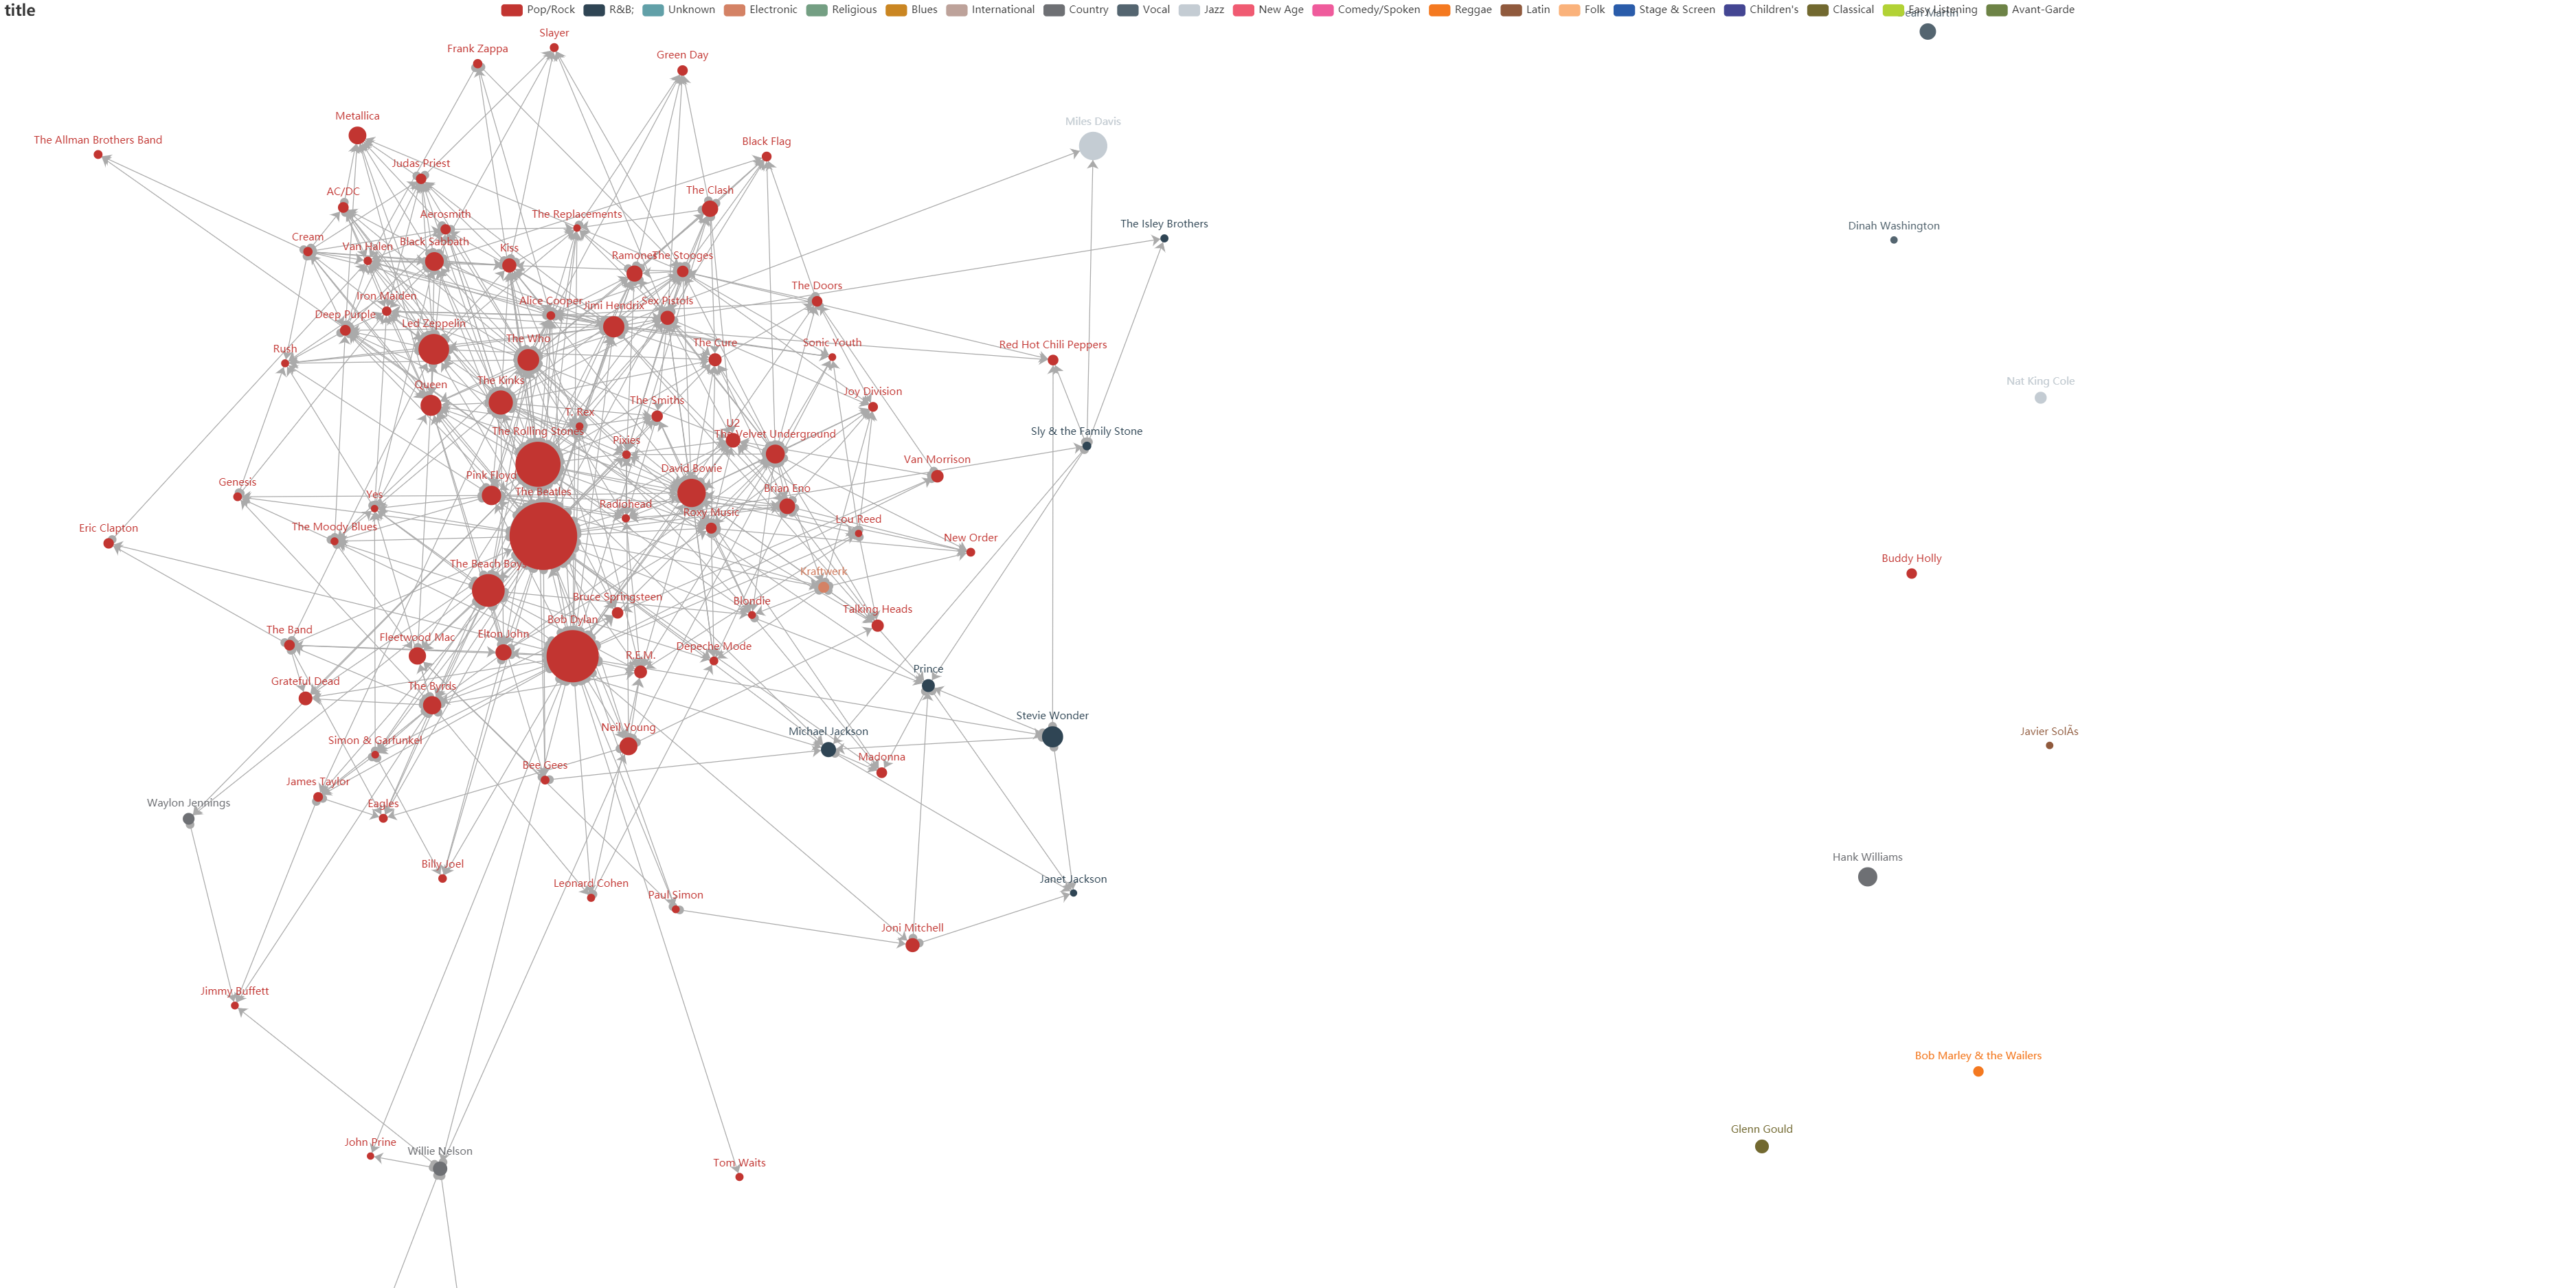 title
Pop/Rock R&B; Unknown Electronic Religious Blues International Country Vocal Jazz New Age Comedy/Spoken Reggae Latin Folk Stage & Screen Children's Classical Easy Listening Avant-Garde
Slayer
Frank Zappa
Green Day
Metallica
Miles Davis
The Allman Brothers Band
Black Flag
Judas Priest
AC/DC
The Clash
Aerosmith
The Replacements
The Isley Brothers
Dinah Washington
Cream
Van Halen
Black Sabbath
Kiss
Ramones
The Stooges
The Doors
Iron Maiden
Alice Cooper
Jimi Hendrix
Sex Pistols
Deep Purple
Led Zeppelin
The Who
The Cure
Sonic Youth
Red Hot Chili Peppers
Rush
Queen
The Kinks
Nat King Cole
Joy Division
The Smiths
T. Rex
U2
The Rolling Stones
The Velvet Underground
Sly & the Family Stone
Pixies
Van Morrison
David Bowie
Pink Floyd
Genesis
Yes
The Beatles
Brian Eno
Radiohead
Roxy Music
Lou Reed
Eric Clapton
The Moody Blues
New Order
Buddy Holly
The Beach Boys
Kraftwerk
Bruce Springsteen
Blondie
Talking Heads
Bob Dylan
The Band
Fleetwood Mac
Elton John
Depeche Mode
R.E.M.
Prince
Grateful Dead
The Byrds
Stevie Wonder
Neil Young
Michael Jackson
Javier SolÃs
Simon & Garfunkel
Madonna
Bee Gees
James Taylor
Waylon Jennings
Eagles
Hank Williams
Billy Joel
Janet Jackson
Leonard Cohen
Paul Simon
Joni Mitchell
Jimmy Buffett
Bob Marley & the Wailers
Glenn Gould
John Prine
Willie Nelson
Tom Waits